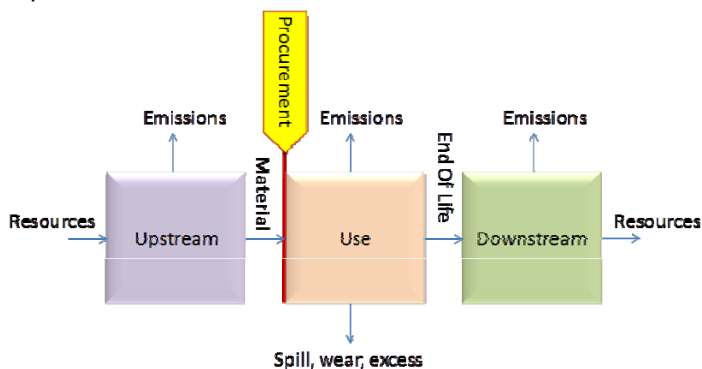 Procurement
Emissions
Emissions
Emissions
Material
End Of Life
Resources
Upstream
Use
Downstream
Resources
Spill, wear, excess